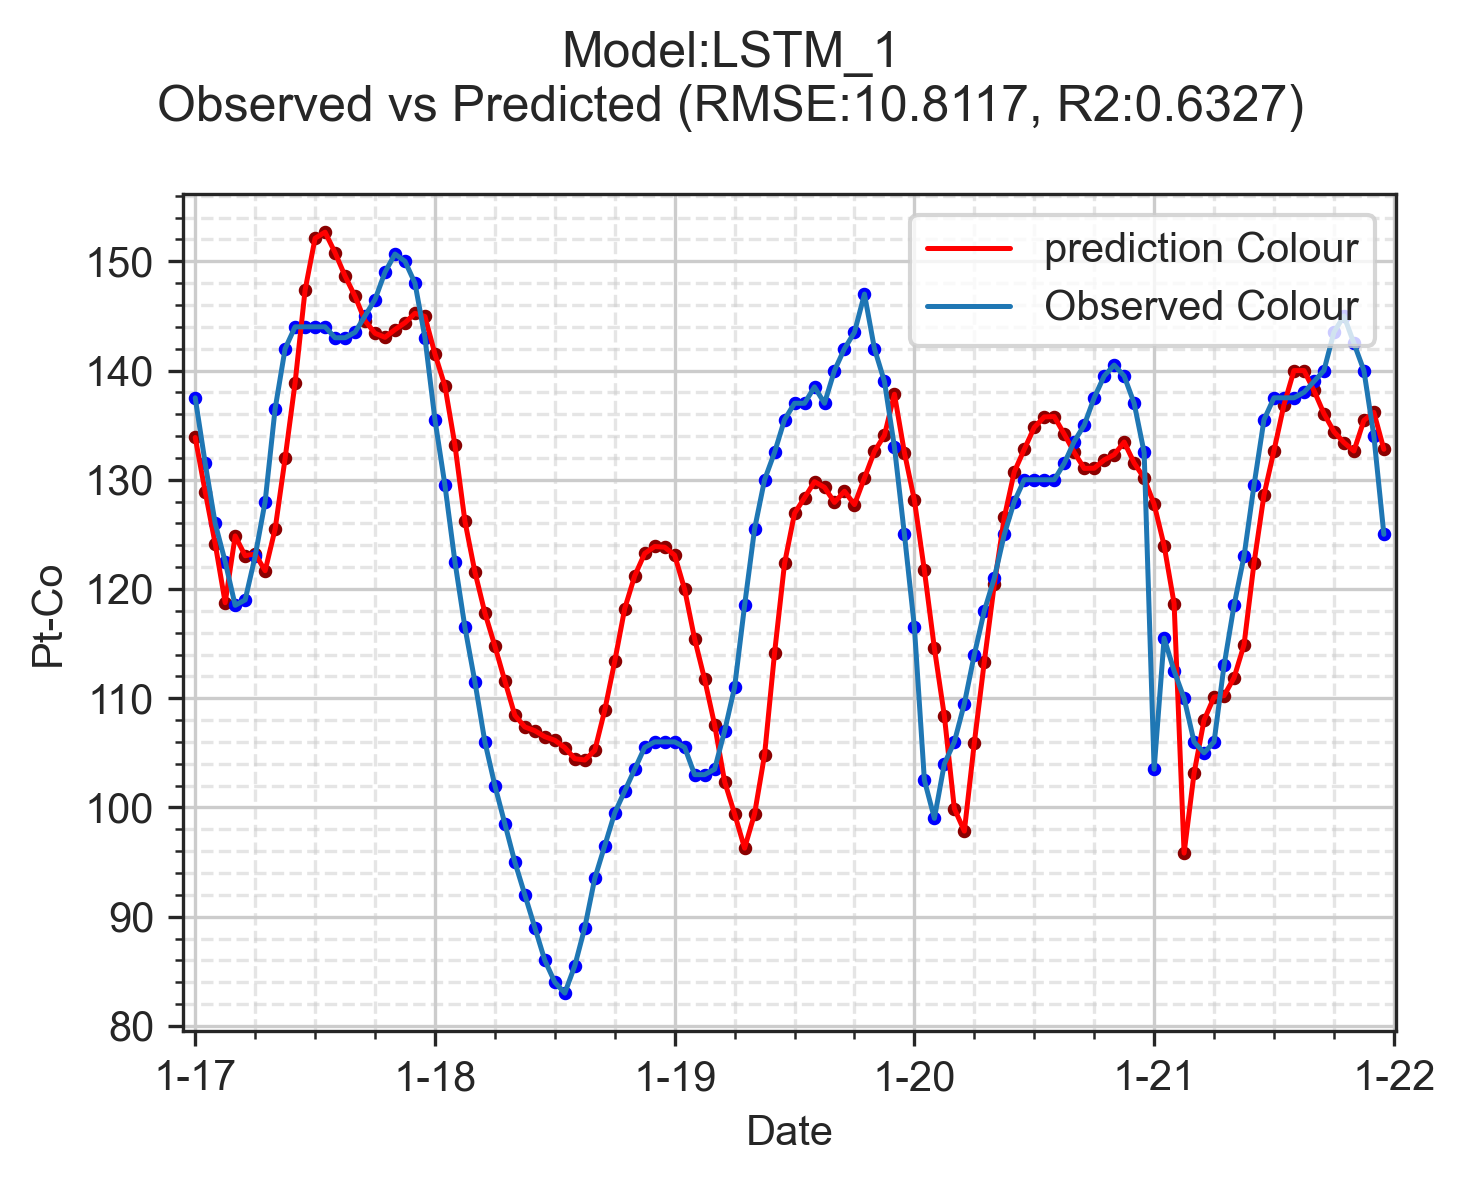 Model:LSTM_1
Observed vs Predicted (RMSE:10.8117, R2:0.6327)
prediction Colour
Observed Colour
Pt-Co
150
140
130
120
110
100
90
80
1-17 1-18 1-19 1-20 1-21 1-22
Date